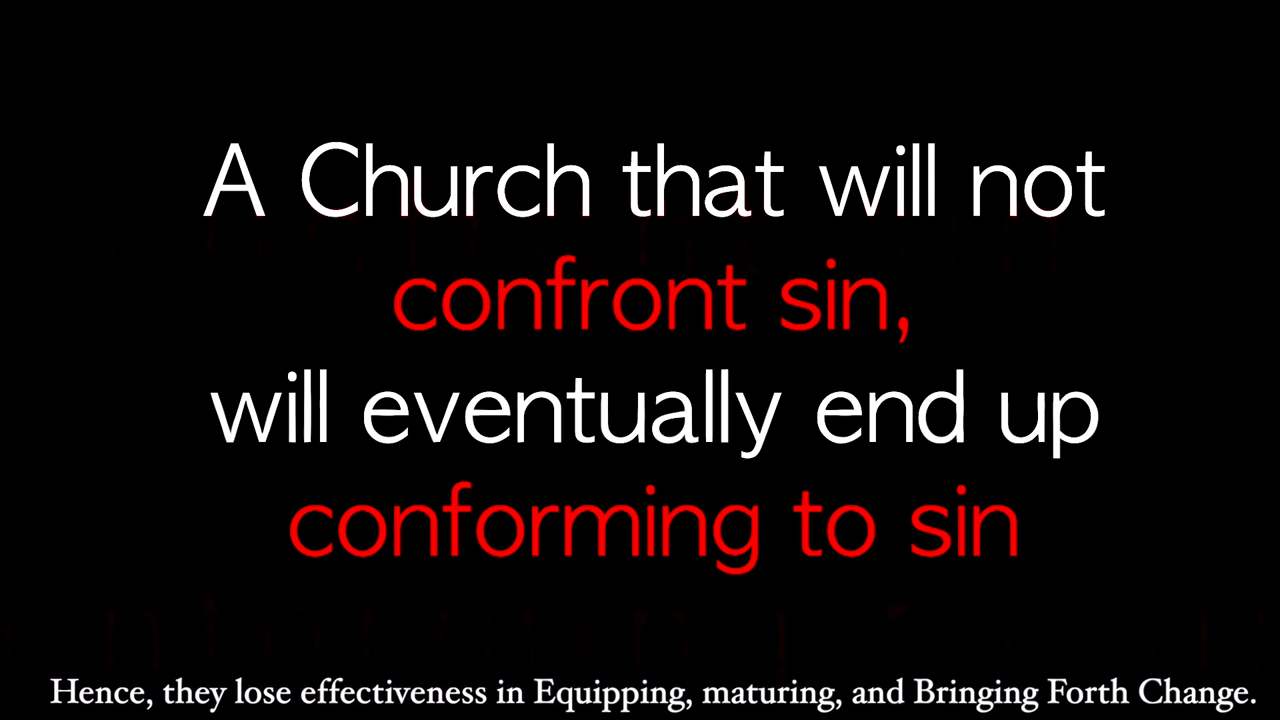 A Church that will not
confront sin,
will eventually end up
conforming to sin
Hence, they lose effectiveness in Equipping, maturing, and Bringing Forth Change.